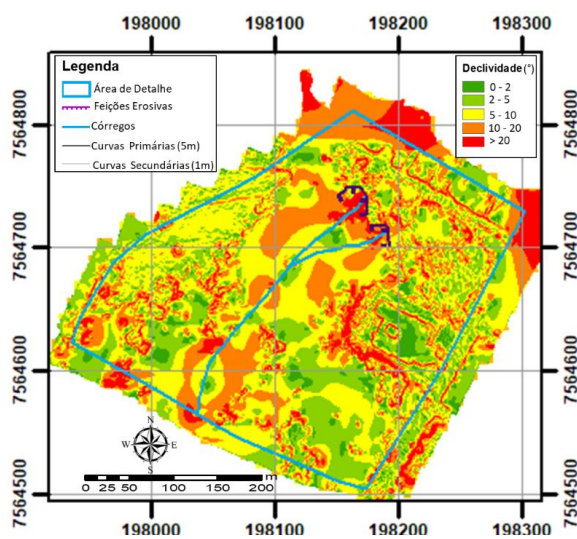 198000 198100 198200 198300
Legenda
Área de Detalhe
Feições Erosivas
Córregos
Curvas Primárias (5m)
Curvas Secundárias (1m)
Declividade (°)
0 - 2
2 - 5
5 - 10
10 - 20
> 20
7564800 7564800
7564700 7564700
7564600 7564600
7564500 7564500
N
W E
S
m
0 25 50 100 150 200
198000 198100 198200 198300